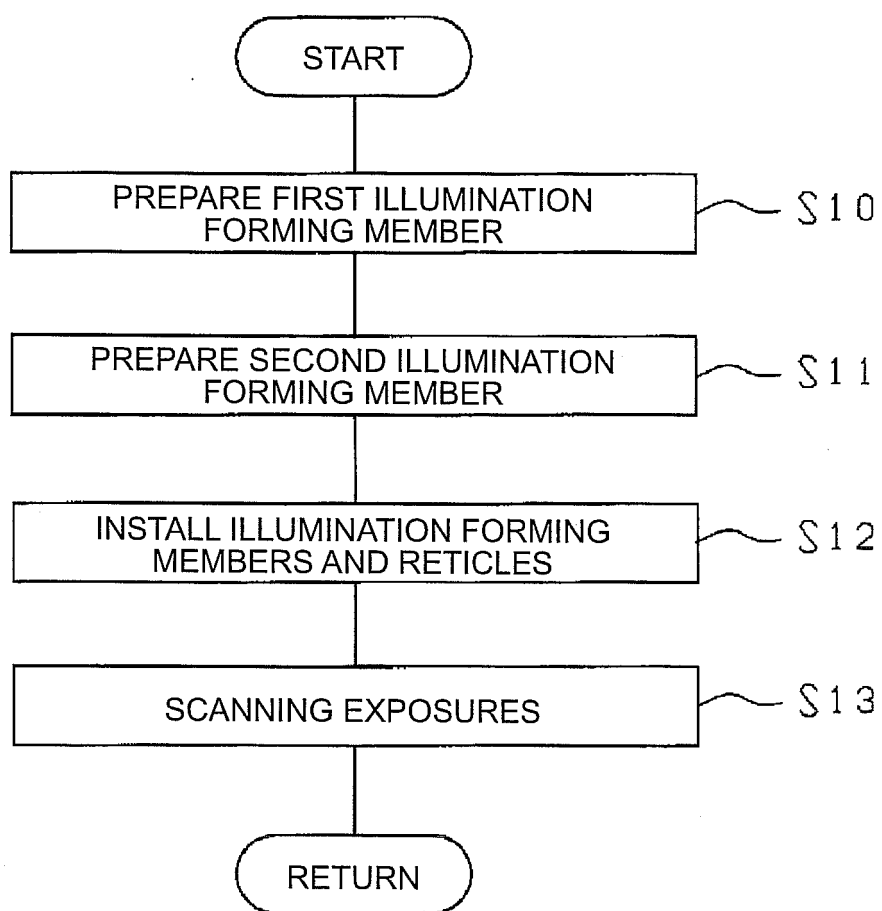 START
PREPARE FIRST ILLUMINATION
FORMING MEMBER
S10
PREPARE SECOND ILLUMINATION
FORMING MEMBER
S11
INSTALL ILLUMINATION FORMING
MEMBERS AND RETICLES
S12
SCANNING EXPOSURES
S13
RETURN